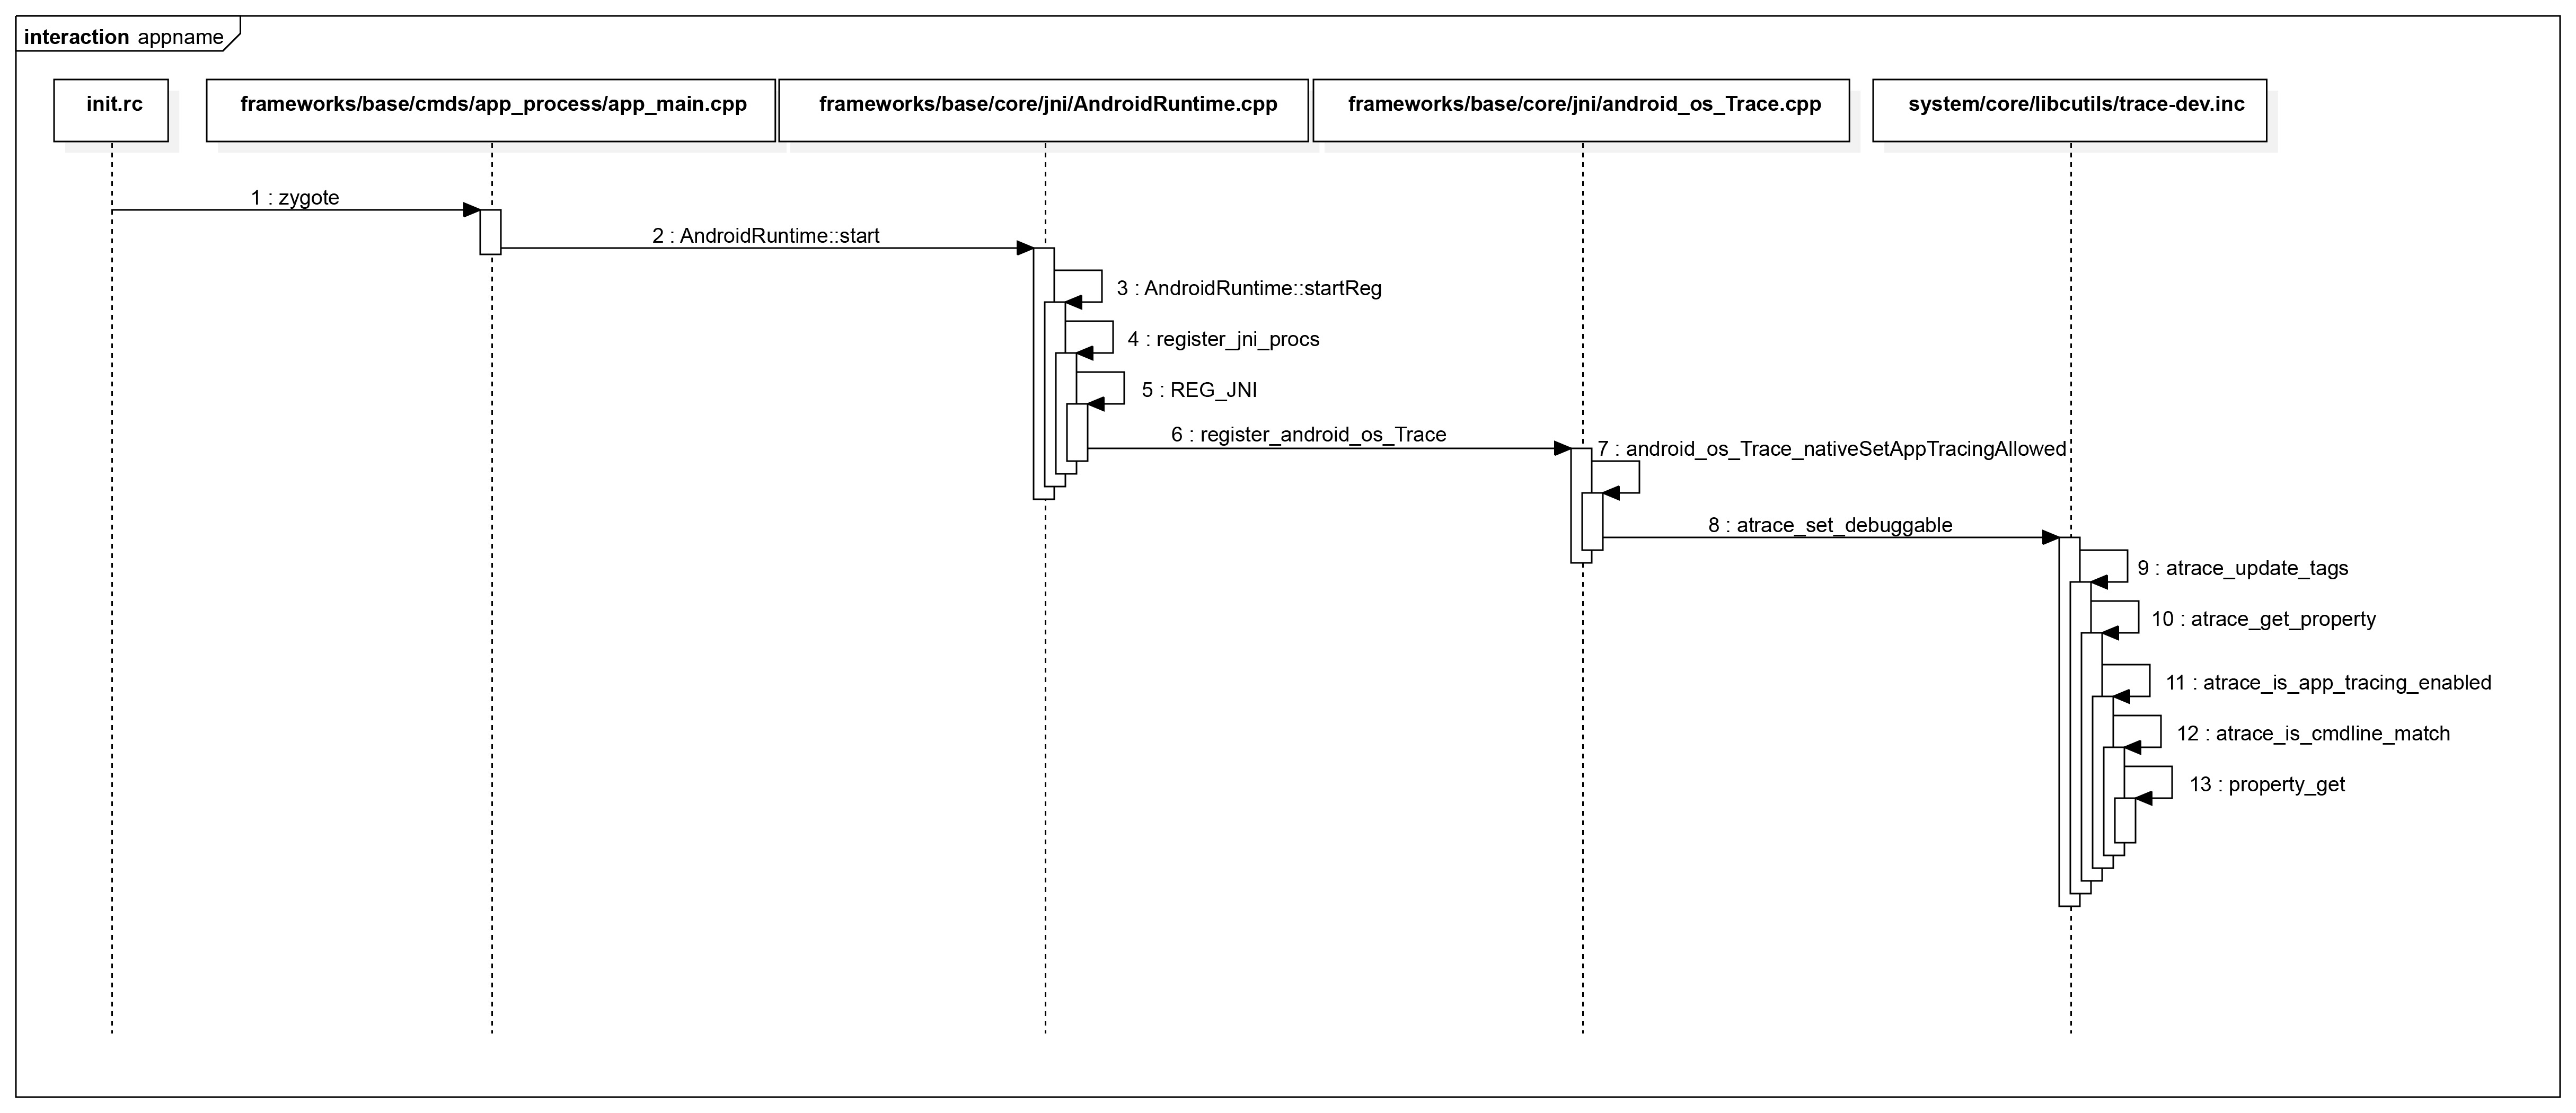 interaction appname
init.rc
frameworks/base/cmds/app_process/app_main.cpp
frameworks/base/core/jni/AndroidRuntime.cpp
frameworks/base/core/jni/android_os_Trace.cpp
system/core/libcutils/trace-dev.inc
1 : zygote
2 : AndroidRuntime::start
3 : AndroidRuntime::startReg
4 : register_jni_procs
5 : REG_JNI
6 : register_android_os_Trace
7 : android_os_Trace_nativeSetAppTracingAllowed
8 : atrace_set_debuggable
9 : atrace_update_tags
10 : atrace_get_property
11 : atrace_is_app_tracing_enabled
12 : atrace_is_cmdline_match
13 : property_get